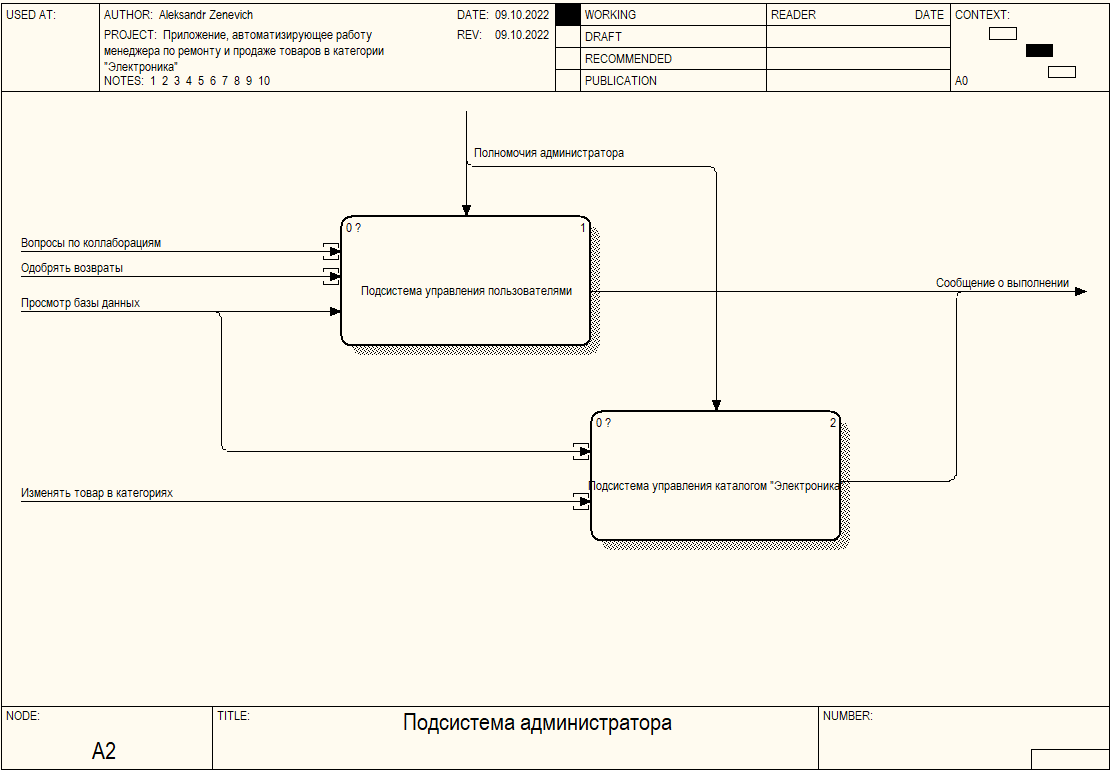 USED AT:
AUTHOR: Aleksandr Zenevich
DATE: 09.10.2022
PROJECT: Приложение, автоматизирующее работу
менеджера по ремонту и продаже товаров в категории
"Электроника"
REV: 09.10.2022
NOTES: 1 2 3 4 5 6 7 8 9 10
WORKING
DRAFT
RECOMMENDED
PUBLICATION
READER DATE
CONTEXT:
A0
Полномочия администратора
0 ? 1
Вопросы по коллаборациям
Одобрять возвраты
Подсистема управления пользователями
Сообщение о выполнении
Просмотр базы данных
0 ? 2
Подсистема управления каталогом "Электроника
Изменять товар в категориях
NODE:
A2
TITLE:
Подсистема администратора
NUMBER: